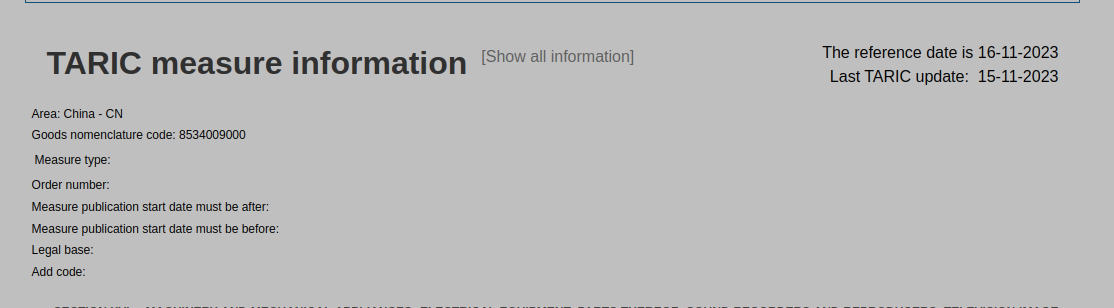 TARIC measure information [Show all information]
The reference date is 16-11-2023
Last TARIC update: 15-11-2023
Area: China - CN
Goods nomenclature code: 8534009000
Measure type:
Order number:
Measure publication start date must be after:
Measure publication start date must be before:
Legal base:
Add code: